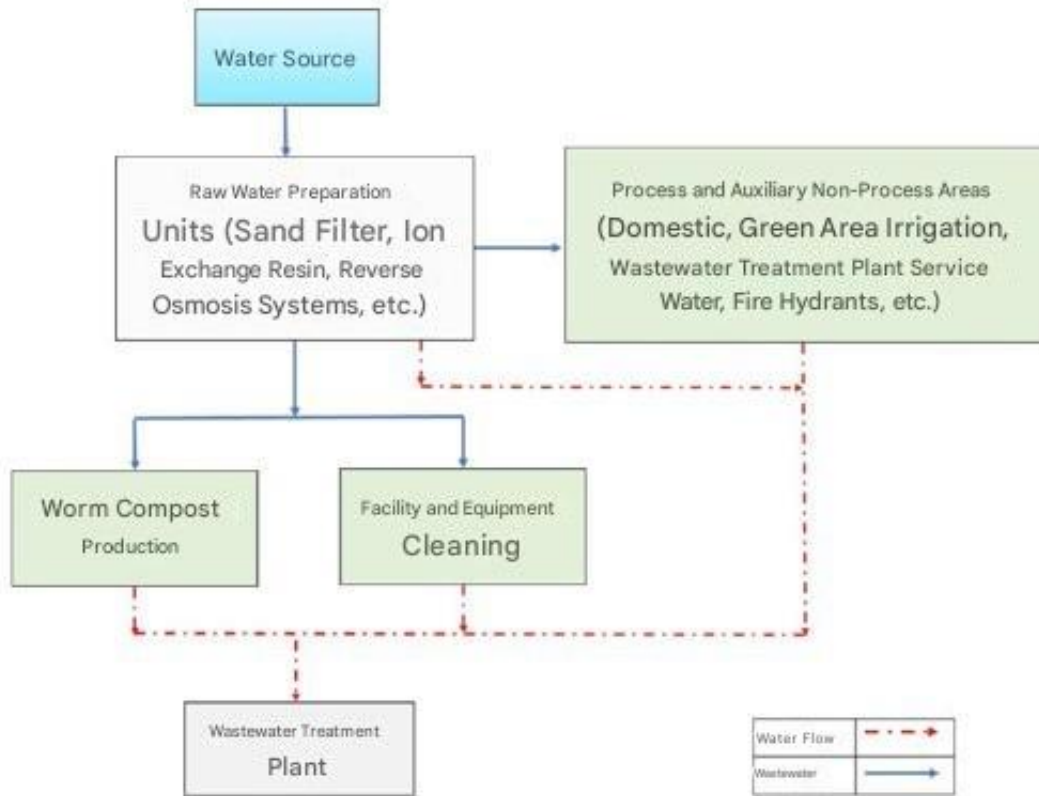 Water Source
Raw Water Preparation
Units (Sand Filter, Ion
Exchange Resin, Reverse
Osmosis Systems, etc.)
Process and Auxiliary Non-Process Areas
(Domestic, Green Area Irrigation,
Wastewater Treatment Plant Service
Water, Fire Hydrants, etc.)
Worm Compost
Production
Facility and Equipment
Cleaning
Wastewater Treatment
Plant
Water Flow
Wastewater